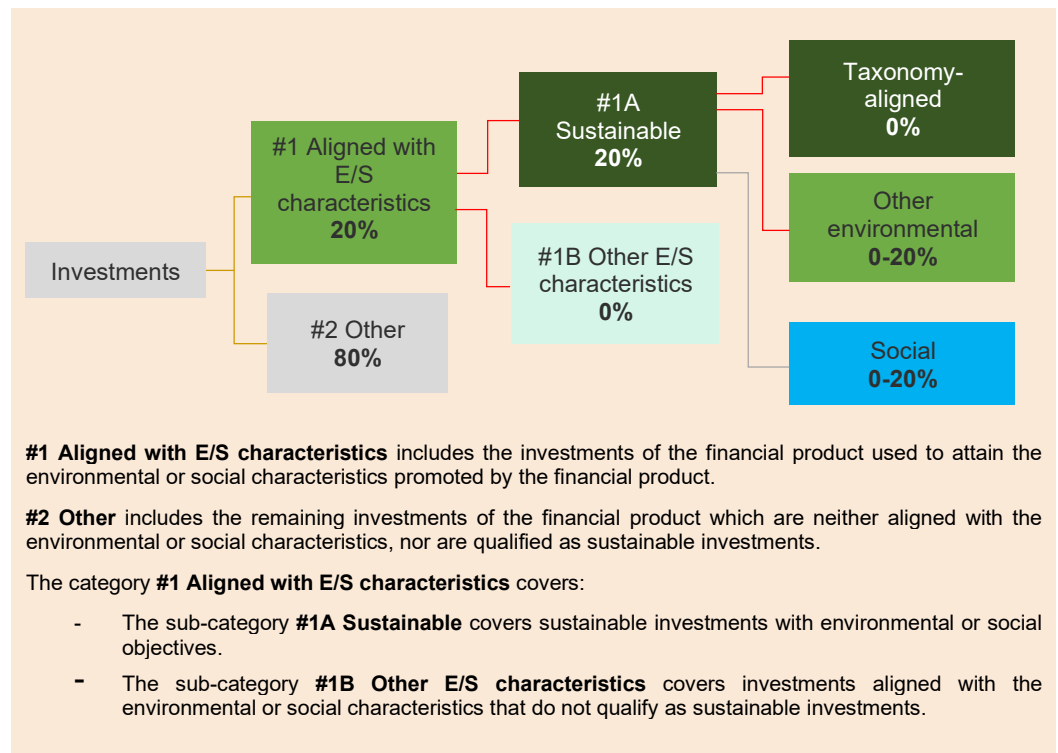 Investments
#1 Aligned with
E/S
characteristics
20%
#2 Other
80%
#1A
Sustainable
20%
#1B Other E/S
characteristics
0%
Taxonomy-
aligned
0%
Other
environmental
0-20%
Social
0-20%
#1 Aligned with E/S characteristics includes the investments of the financial product used to attain the
environmental or social characteristics promoted by the financial product.
#2 Other includes the remaining investments of the financial product which are neither aligned with the
environmental or social characteristics, nor are qualified as sustainable investments.
The category #1 Aligned with E/S characteristics covers:
- The sub-category #1A Sustainable covers sustainable investments with environmental or social
objectives.
- The sub-category #1B Other E/S characteristics covers investments aligned with the
environmental or social characteristics that do not qualify as sustainable investments.